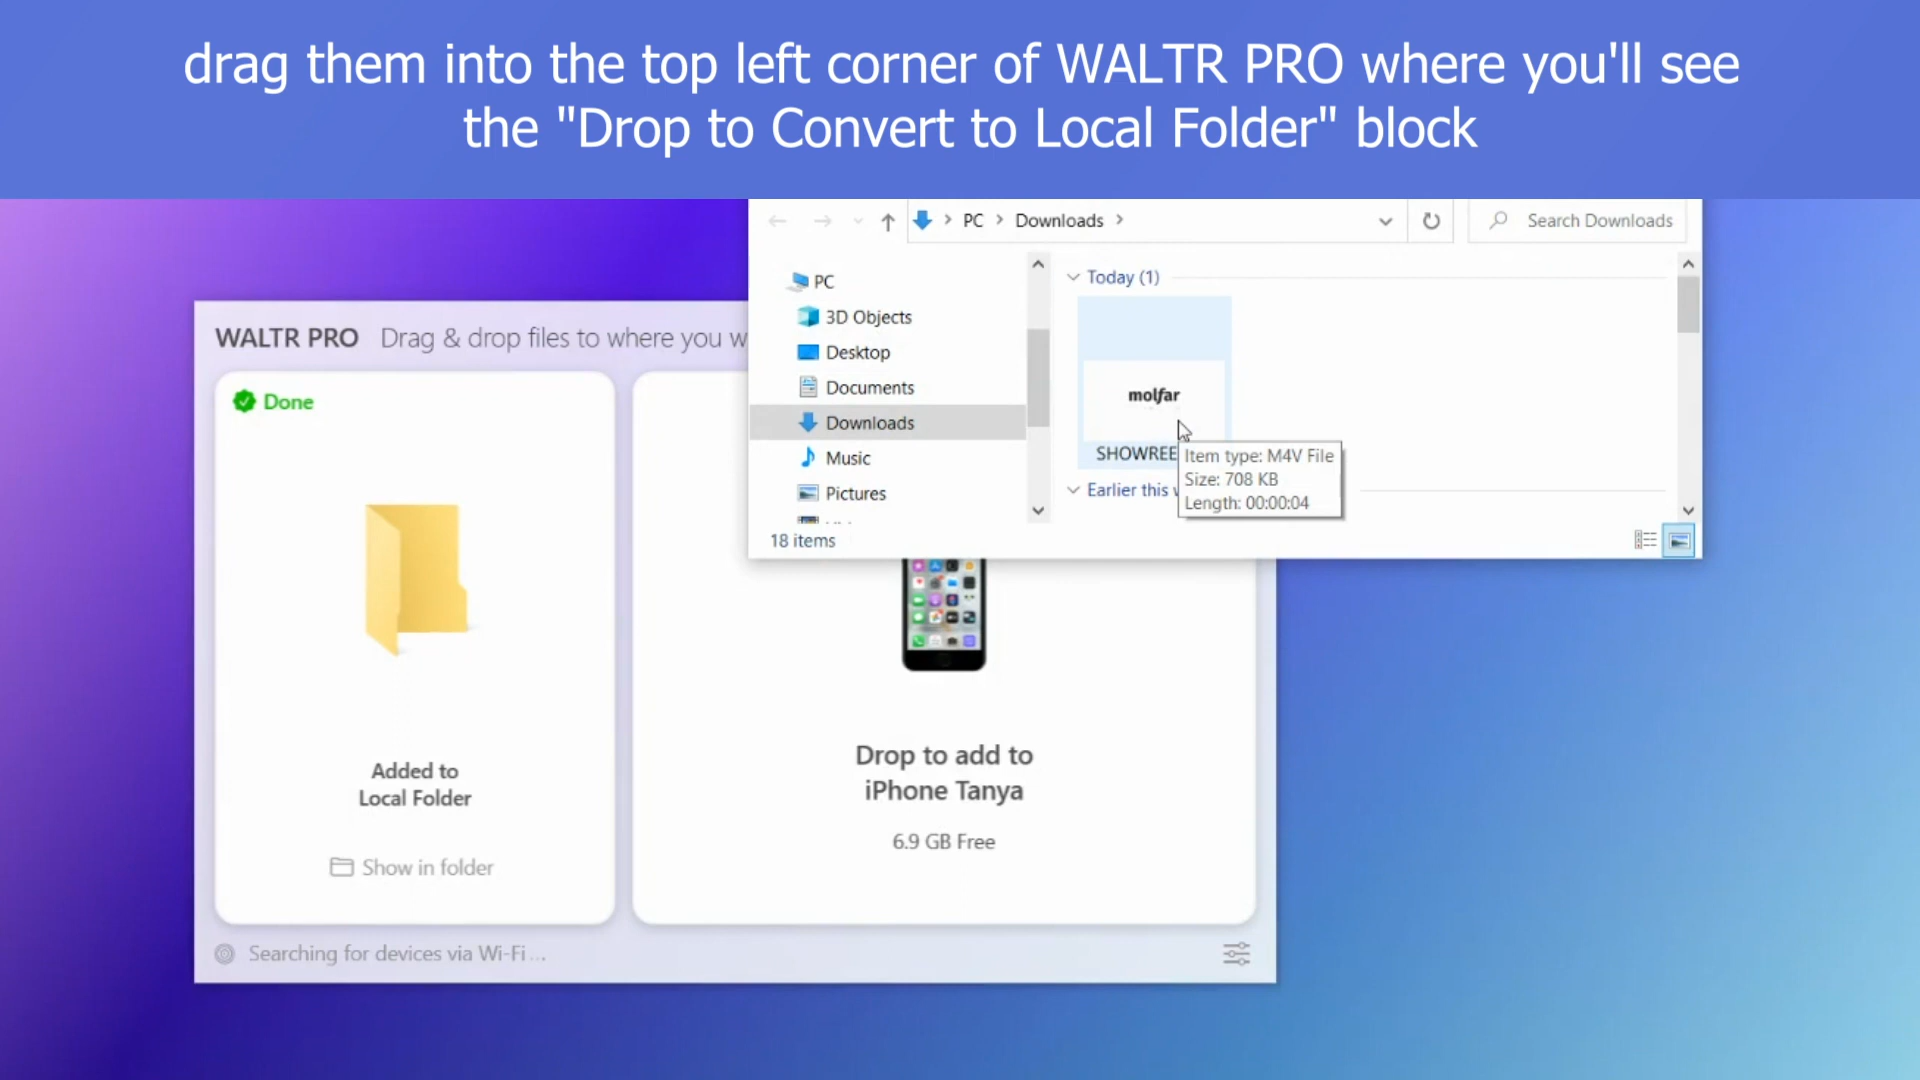 drag them into the top left corner of WALTR PRO where you'll see
the "Drop to Convert to Local Folder" block
PC
Downloads
Search Downloads
PC
3D Objects
Desktop
Documents
Downloads
Music
Pictures
18 items
Today (1)
molfar
SHOWREE
Item type: M4V File
Size: 708 KB
Length: 00:00:04
Earlier this
WALTR PRO Drag & drop files to where you w
Done
Added to
Local Folder
Show in folder
Drop to add to
iPhone Tanya
6.9 GB Free
Searching for devices via Wi-Fi ...